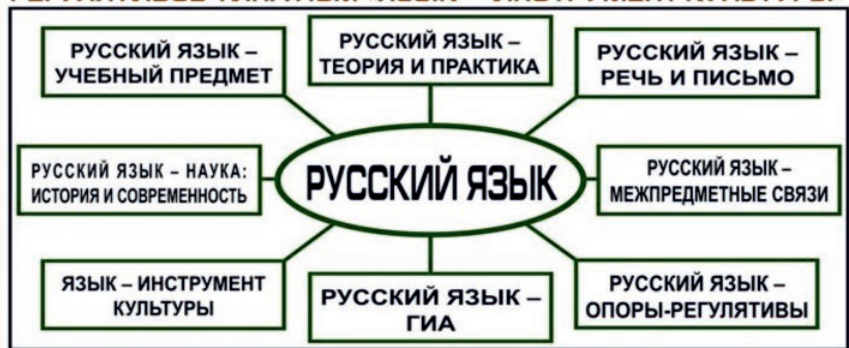 РУССКИЙ ЯЗЫК –
УЧЕБНЫЙ ПРЕДМЕТ
РУССКИЙ ЯЗЫК –
ТЕОРИЯ И ПРАКТИКА
РУССКИЙ ЯЗЫК –
РЕЧЬ И ПИСЬМО
РУССКИЙ ЯЗЫК – НАУКА:
ИСТОРИЯ И СОВРЕМЕННОСТЬ
РУССКИЙ ЯЗЫК
РУССКИЙ ЯЗЫК –
МЕЖПРЕДМЕТНЫЕ СВЯЗИ
ЯЗЫК – ИНСТРУМЕНТ
КУЛЬТУРЫ
РУССКИЙ ЯЗЫК –
ГИА
РУССКИЙ ЯЗЫК –
ОПОРЫ-РЕГУЛЯТИВЫ